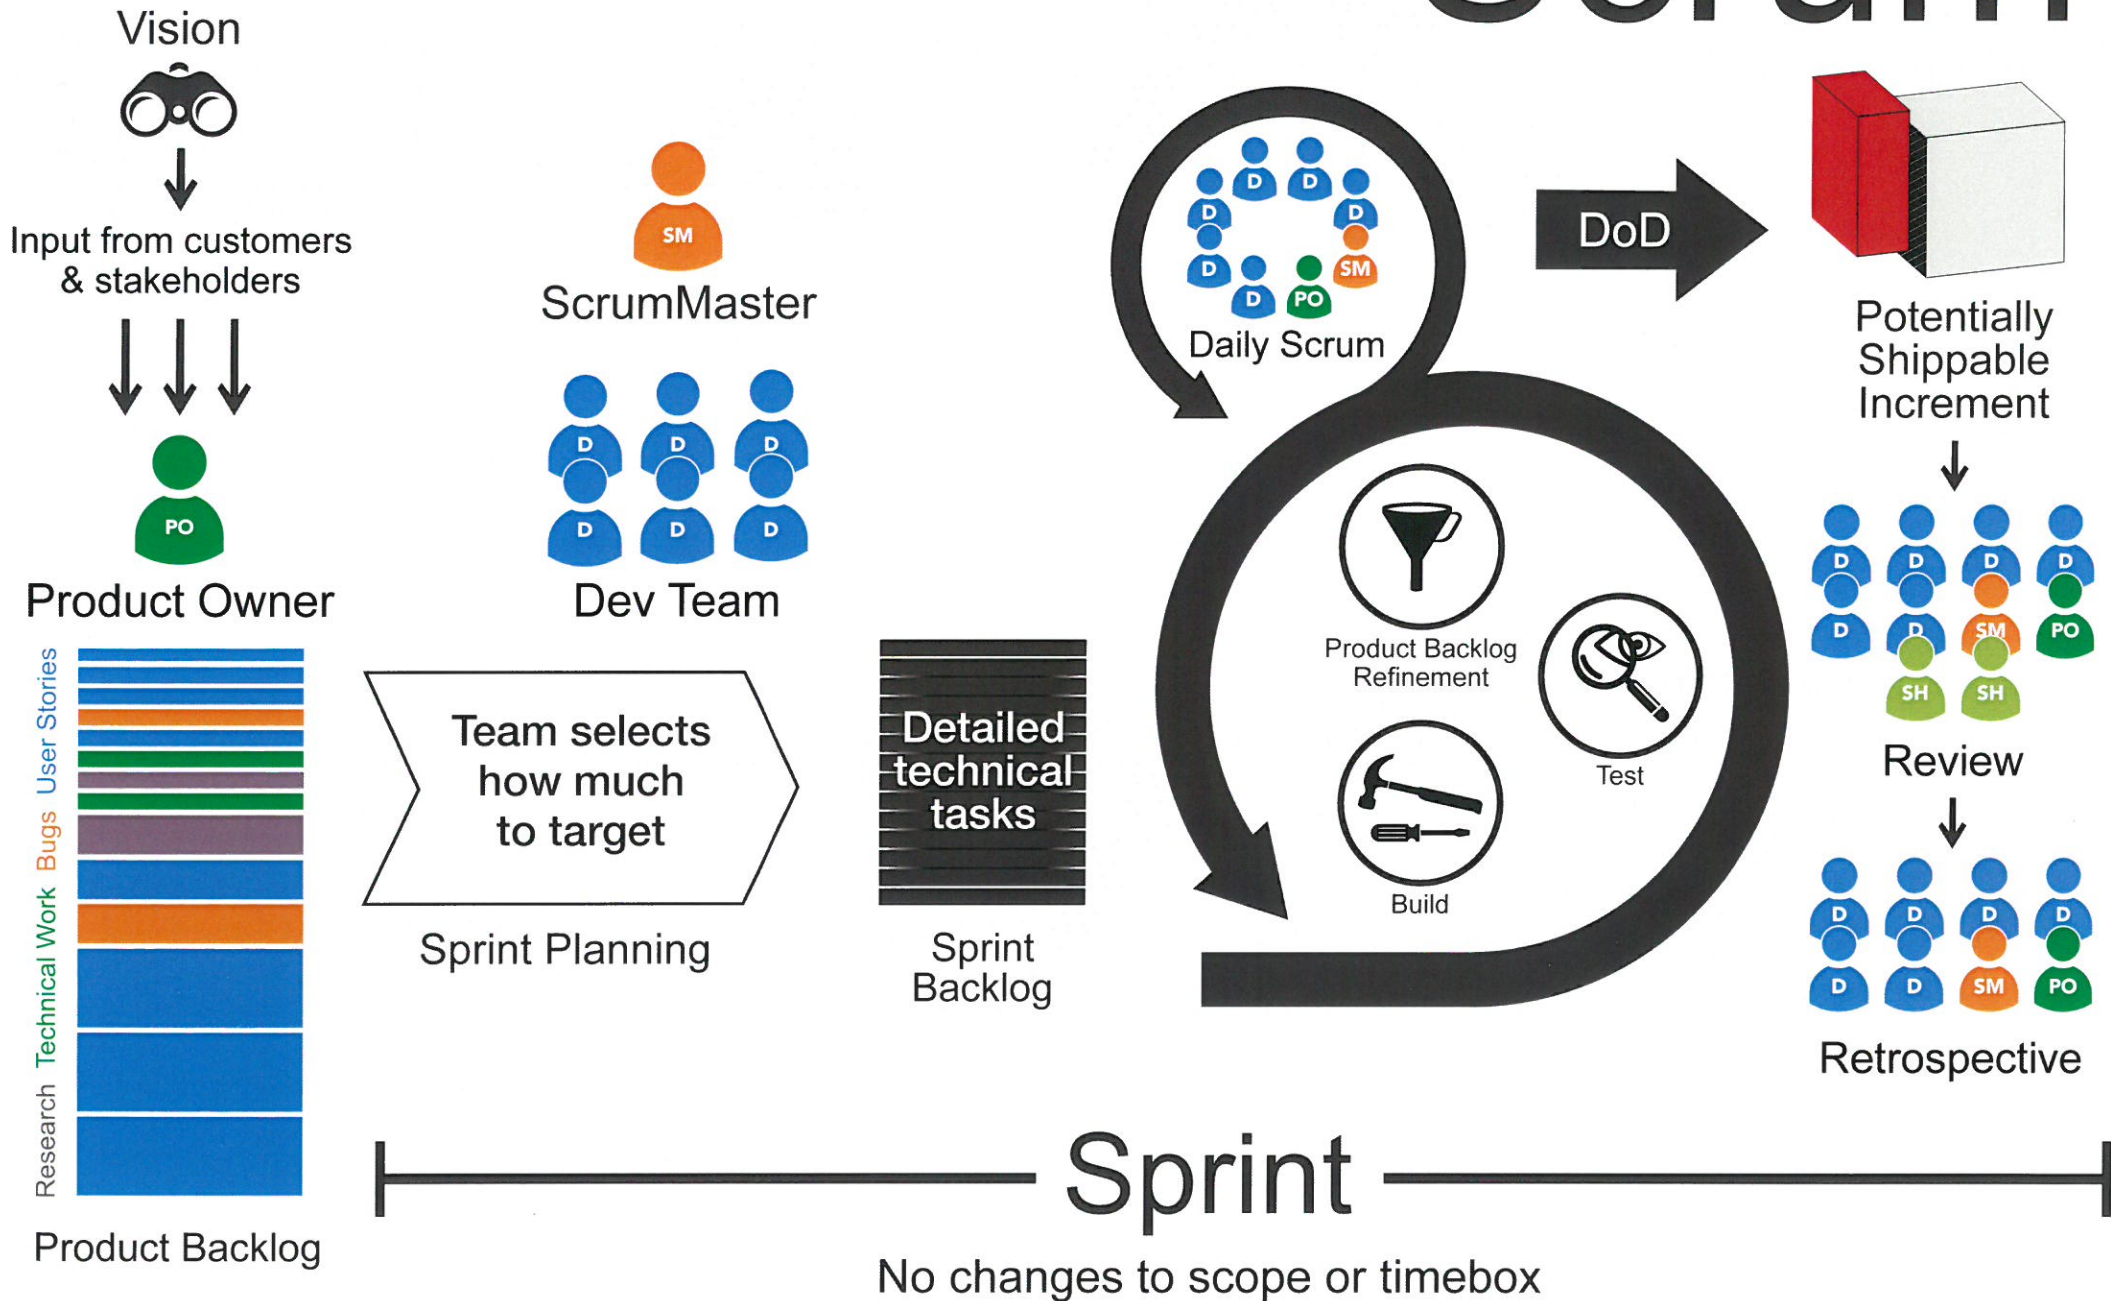 Scrum
Vision
Input from customers
& stakeholders
PO
Product Owner
User Stories
Bugs
Technical Work
Research
Product Backlog
SM
ScrumMaster
D
D
D
D
D
D
Dev Team
Team selects
how much
to target
Sprint Planning
Detailed
technical
tasks
Sprint
Backlog
D
D
D
D
D
SM
D
PO
Daily Scrum
Product Backlog
Refinement
Test
Build
DoD
Potentially
Shippable
Increment
D
D
D
D
D
D
SM
PO
SH
SH
Review
D
D
D
D
D
D
SM
PO
Retrospective
Sprint
No changes to scope or timebox